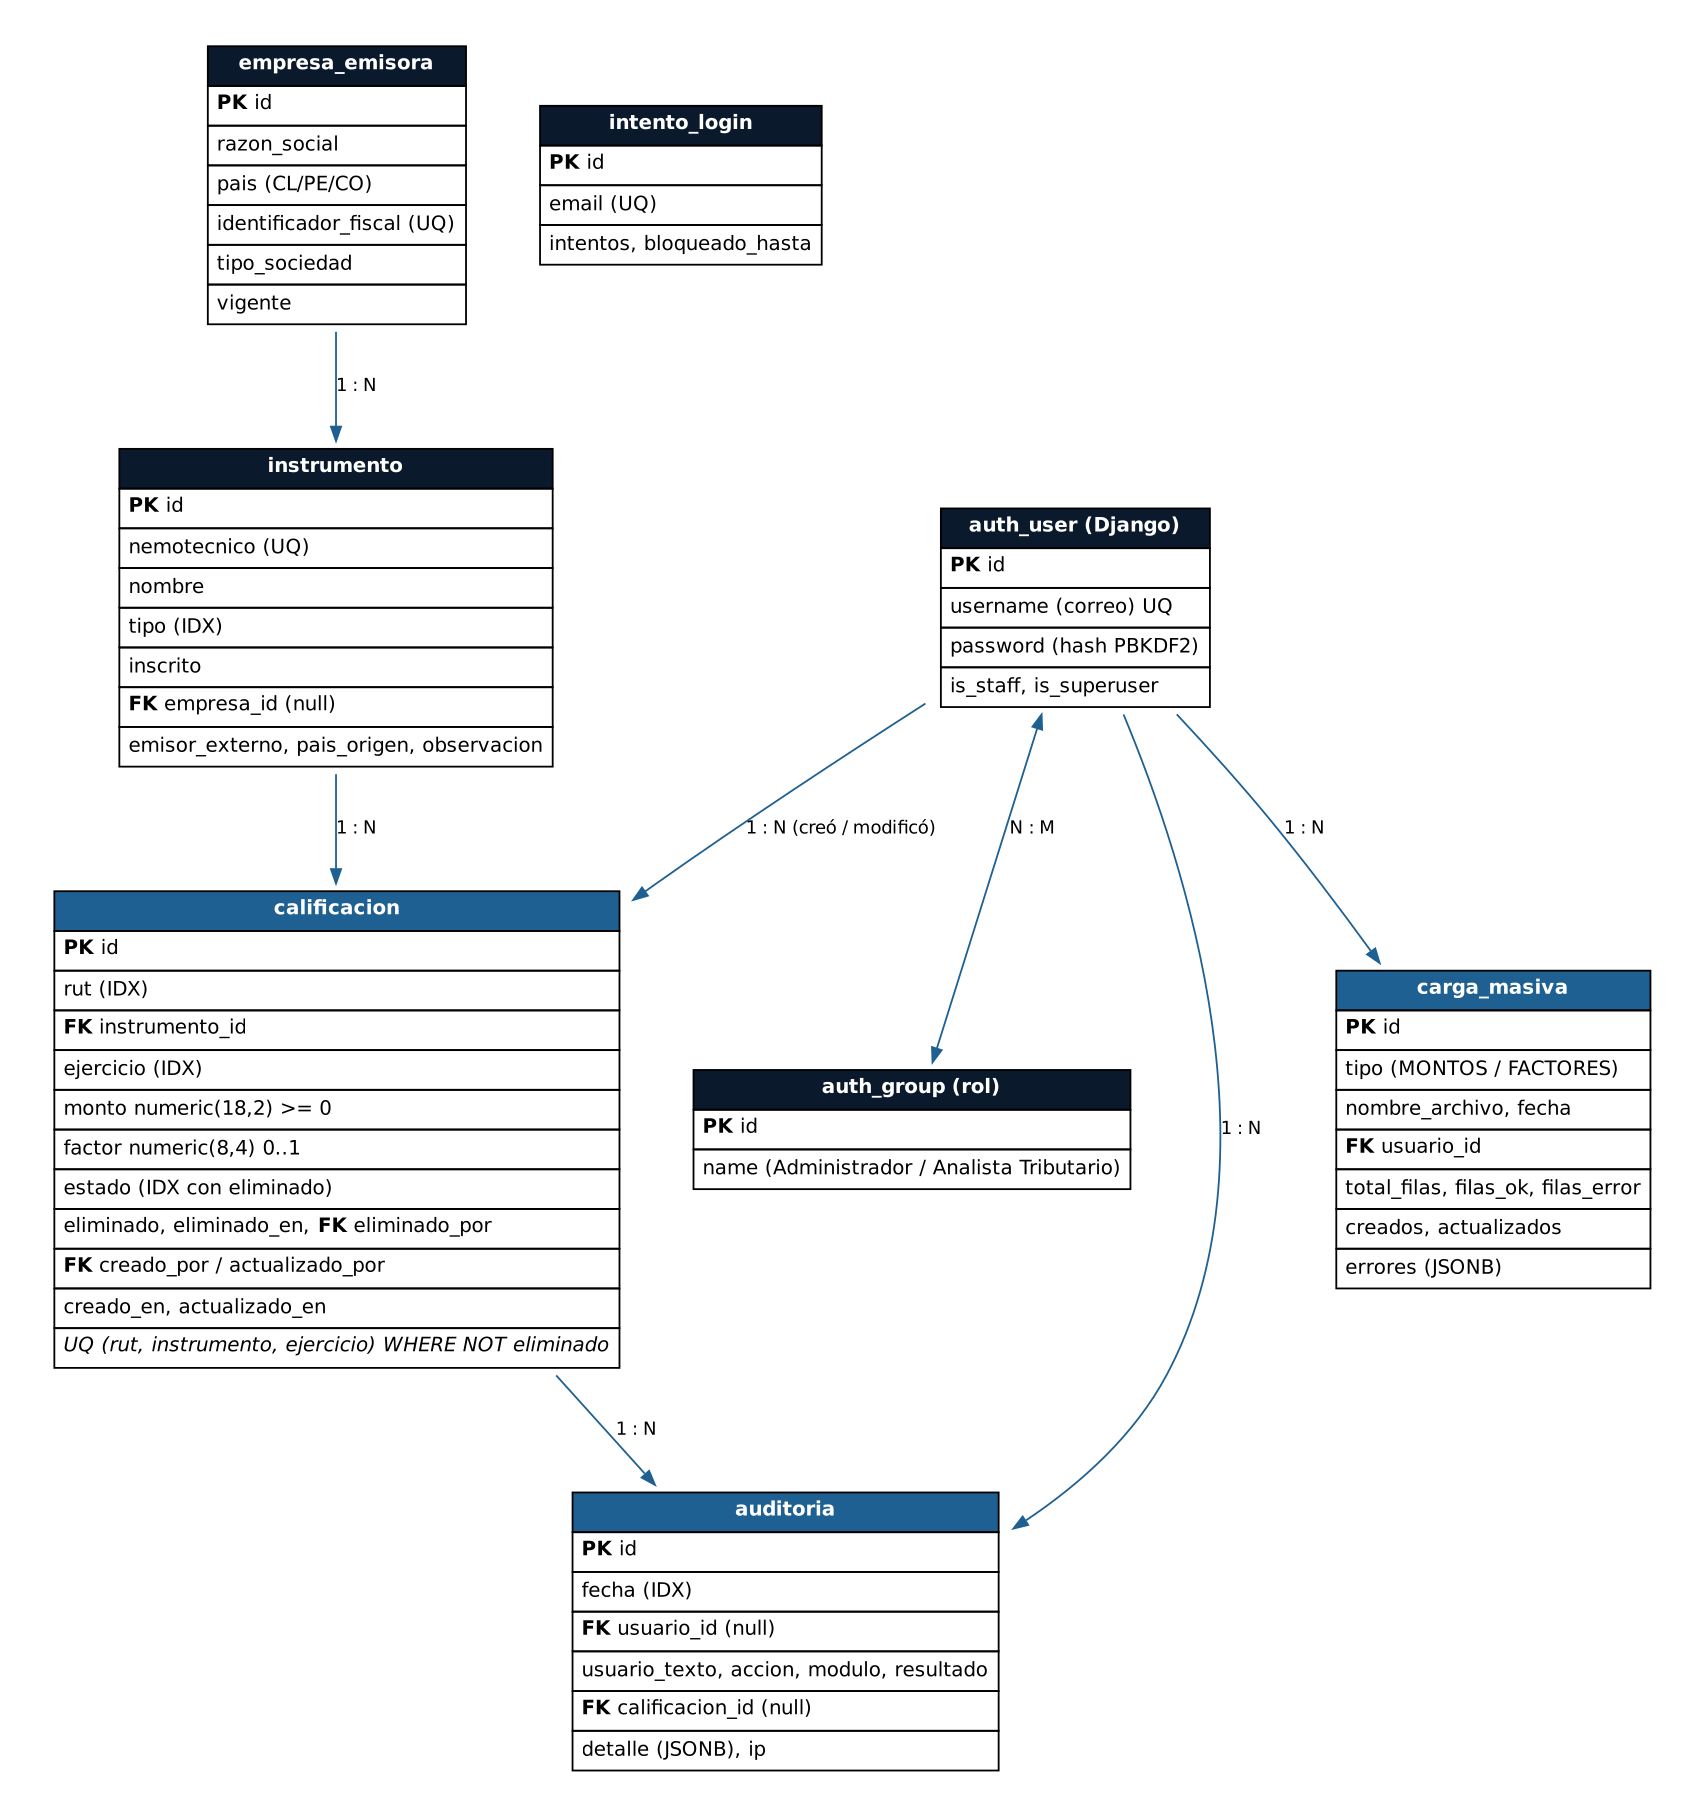 empresa_emisora
PK id
razon_social
pais (CL/PE/CO)
identificador_fiscal (UQ)
tipo_sociedad
vigente
intento_login
PK id
email (UQ)
intentos, bloqueado_hasta
1 : N
instrumento
PK id
nemotecnico (UQ)
nombre
tipo (IDX)
inscrito
FK empresa_id (null)
emisor_externo, pais_origen, observacion
auth_user (Django)
PK id
username (correo) UQ
password (hash PBKDF2)
is_staff, is_superuser
1 : N
1 : N (creó / modificó)
N : M
1 : N
calificacion
PK id
rut (IDX)
FK instrumento_id
ejercicio (IDX)
monto numeric(18,2) >= 0
factor numeric(8,4) 0..1
estado (IDX con eliminado)
eliminado, eliminado_en, FK eliminado_por
FK creado_por / actualizado_por
creado_en, actualizado_en
UQ (rut, instrumento, ejercicio) WHERE NOT eliminado
auth_group (rol)
PK id
name (Administrador / Analista Tributario)
1 : N
carga_masiva
PK id
tipo (MONTOS / FACTORES)
nombre_archivo, fecha
FK usuario_id
total_filas, filas_ok, filas_error
creados, actualizados
errores (JSONB)
1 : N
auditoria
PK id
fecha (IDX)
FK usuario_id (null)
usuario_texto, accion, modulo, resultado
FK calificacion_id (null)
detalle (JSONB), ip